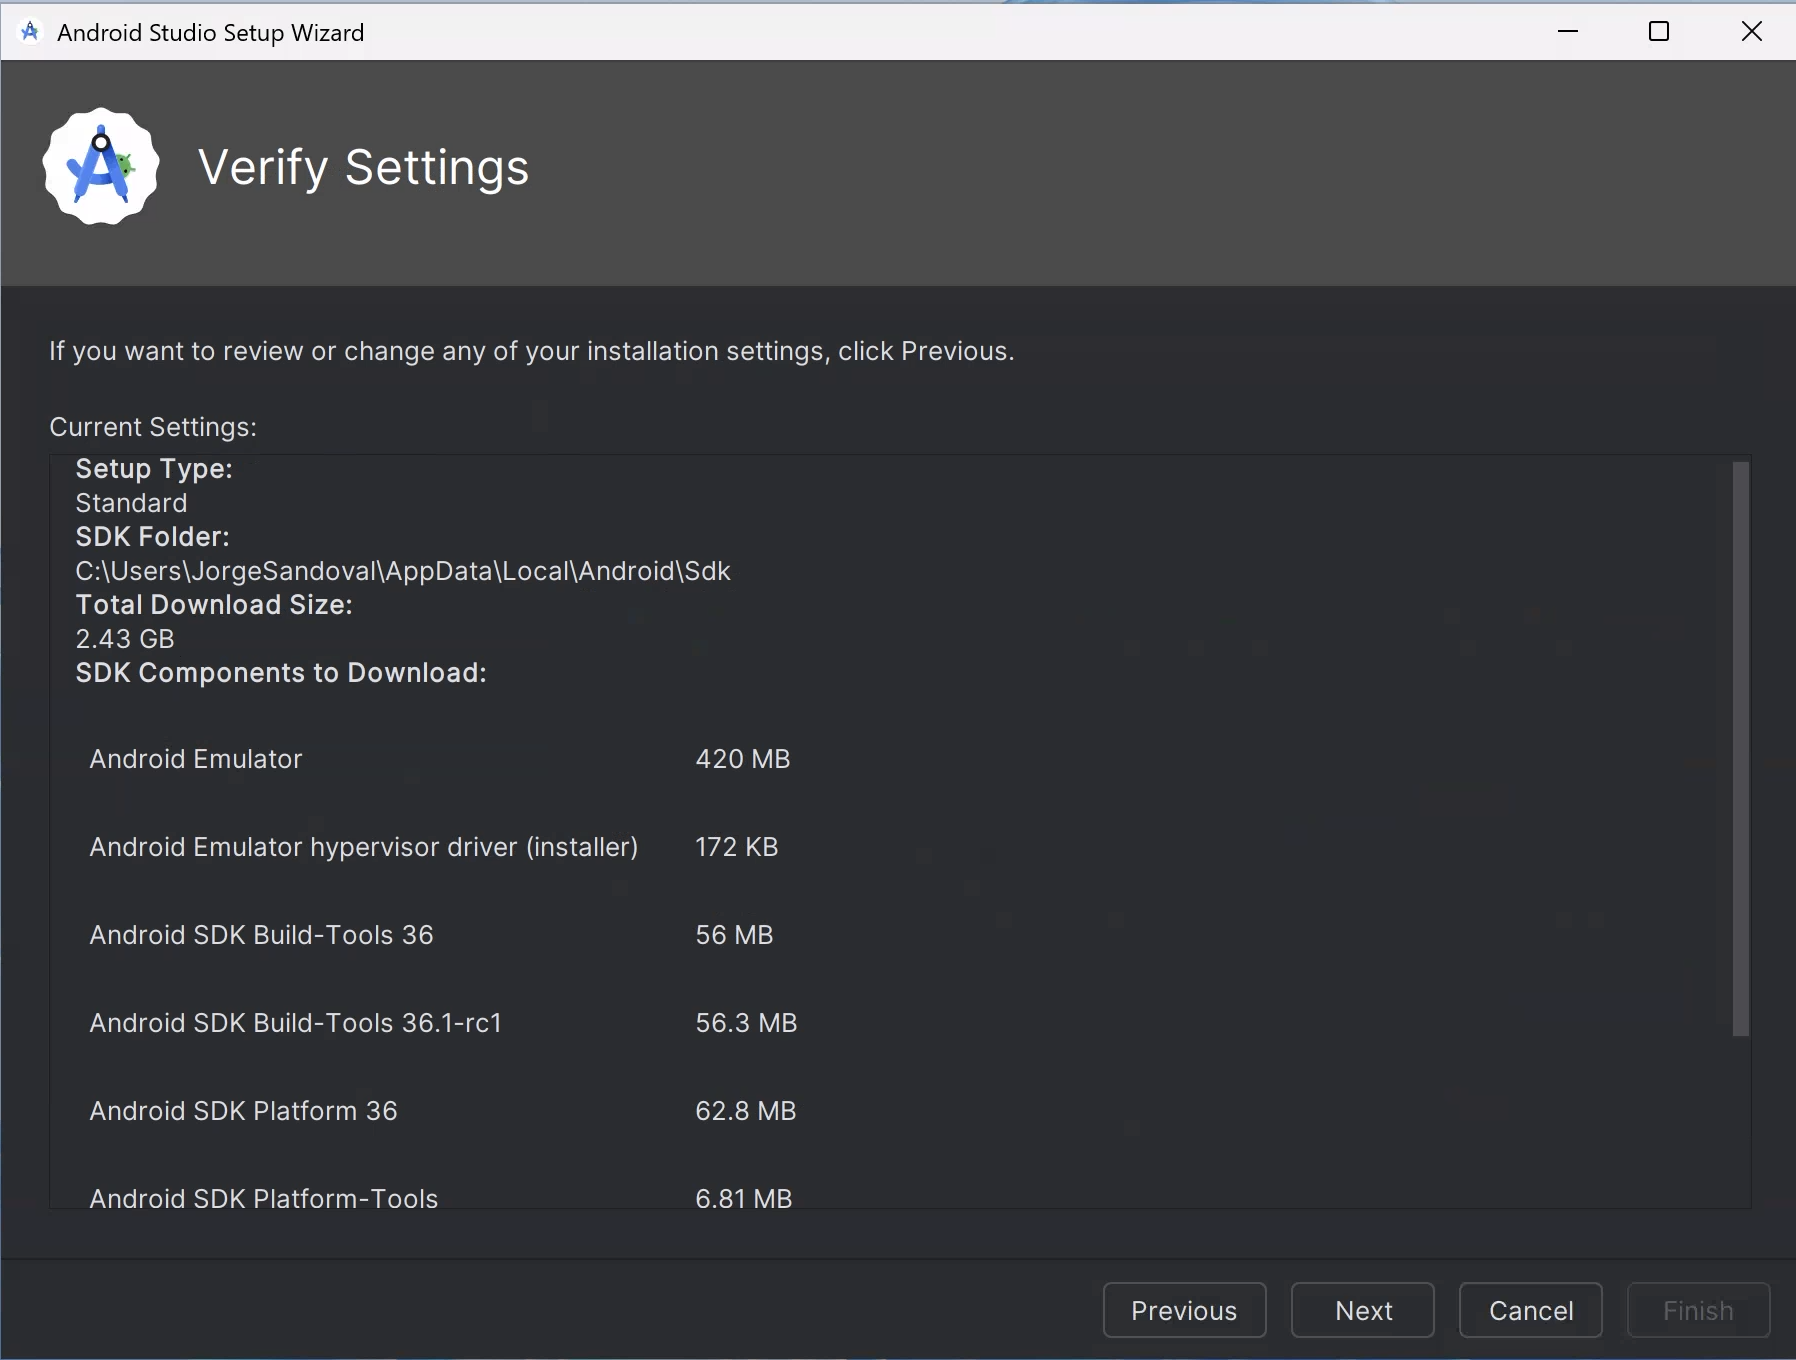 Android Studio Setup Wizard
Verify Settings
If you want to review or change any of your installation settings, click Previous.
Current Settings:
Setup Type:
Standard
SDK Folder:
C:\Users\JorgeSandoval\AppData\Local\Android\Sdk
Total Download Size:
2.43 GB
SDK Components to Download:
Android Emulator 420 MB
Android Emulator hypervisor driver (installer) 172 KB
Android SDK Build-Tools 36 56 MB
Android SDK Build-Tools 36.1-rc1 56.3 MB
Android SDK Platform 36 62.8 MB
Android SDK Platform-Tools 6.81 MB
Previous Next Cancel Finish